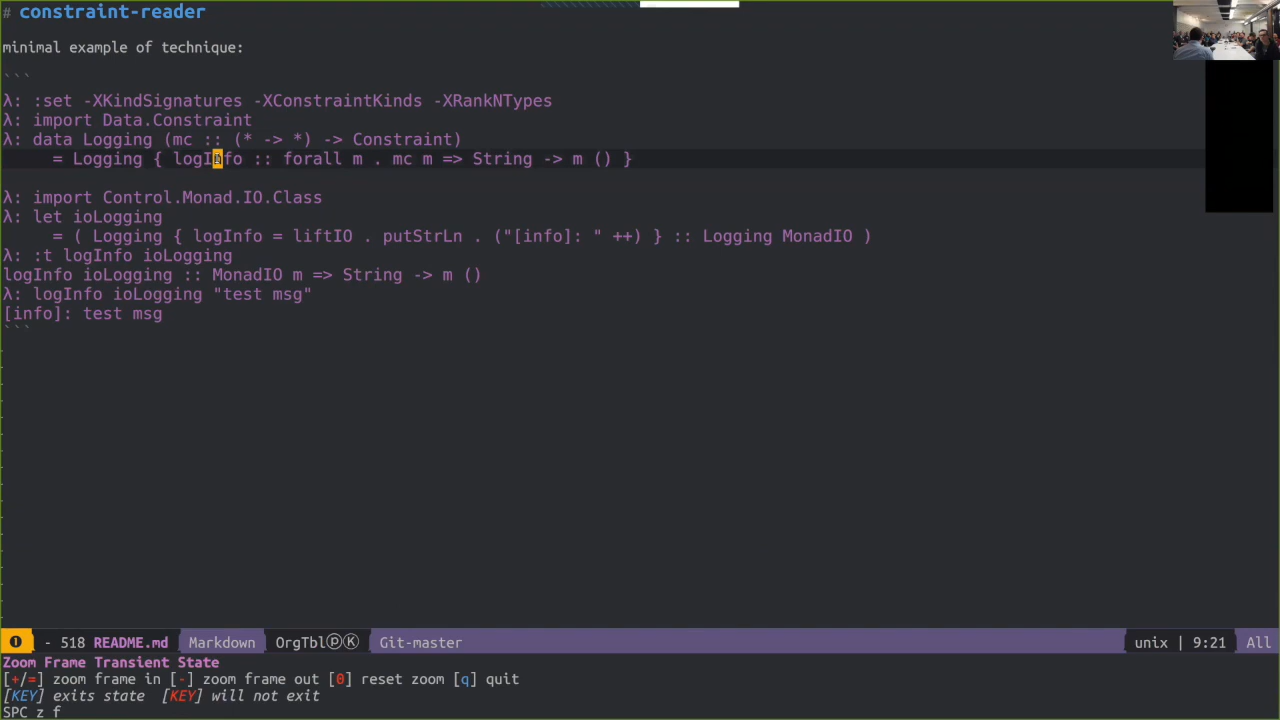 # constraint-reader
minimal example of technique:
```
λ: :set -XKindSignatures -XConstraintKinds -XRankNTypes
λ: import Data.Constraint
λ: data Logging (mc :: (* -> *) -> Constraint)
= Logging { logInfo :: forall m . mc m => String -> m () }
λ: import Control.Monad.IO.Class
λ: let ioLogging
= ( Logging { logInfo = liftIO . putStrLn . ("[info]: " ++) } :: Logging MonadIO )
λ: :t logInfo ioLogging
logInfo ioLogging :: MonadIO m => String -> m ()
λ: logInfo ioLogging "test msg"
[info]: test msg
```
❶ - 518 README.md Markdown OrgTblⓟⓀ Git-master unix | 9:21 All
Zoom Frame Transient State
[+/=] zoom frame in [-] zoom frame out [0] reset zoom [q] quit
[KEY] exits state [KEY] will not exit
SPC z f